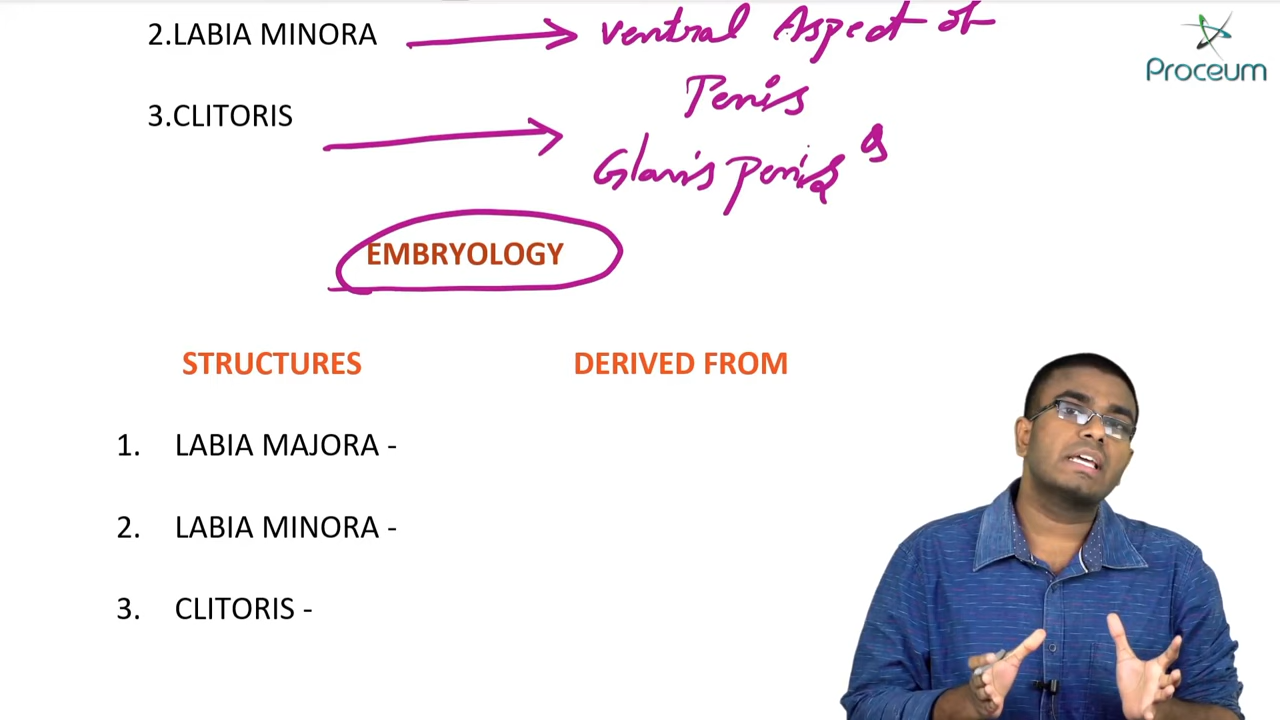 2.LABIA MINORA ventral Aspect of
Proceum
Penis
3.CLITORIS
Glans penis
EMBRYOLOGY
STRUCTURES DERIVED FROM
1. LABIA MAJORA -
2. LABIA MINORA -
3. CLITORIS -